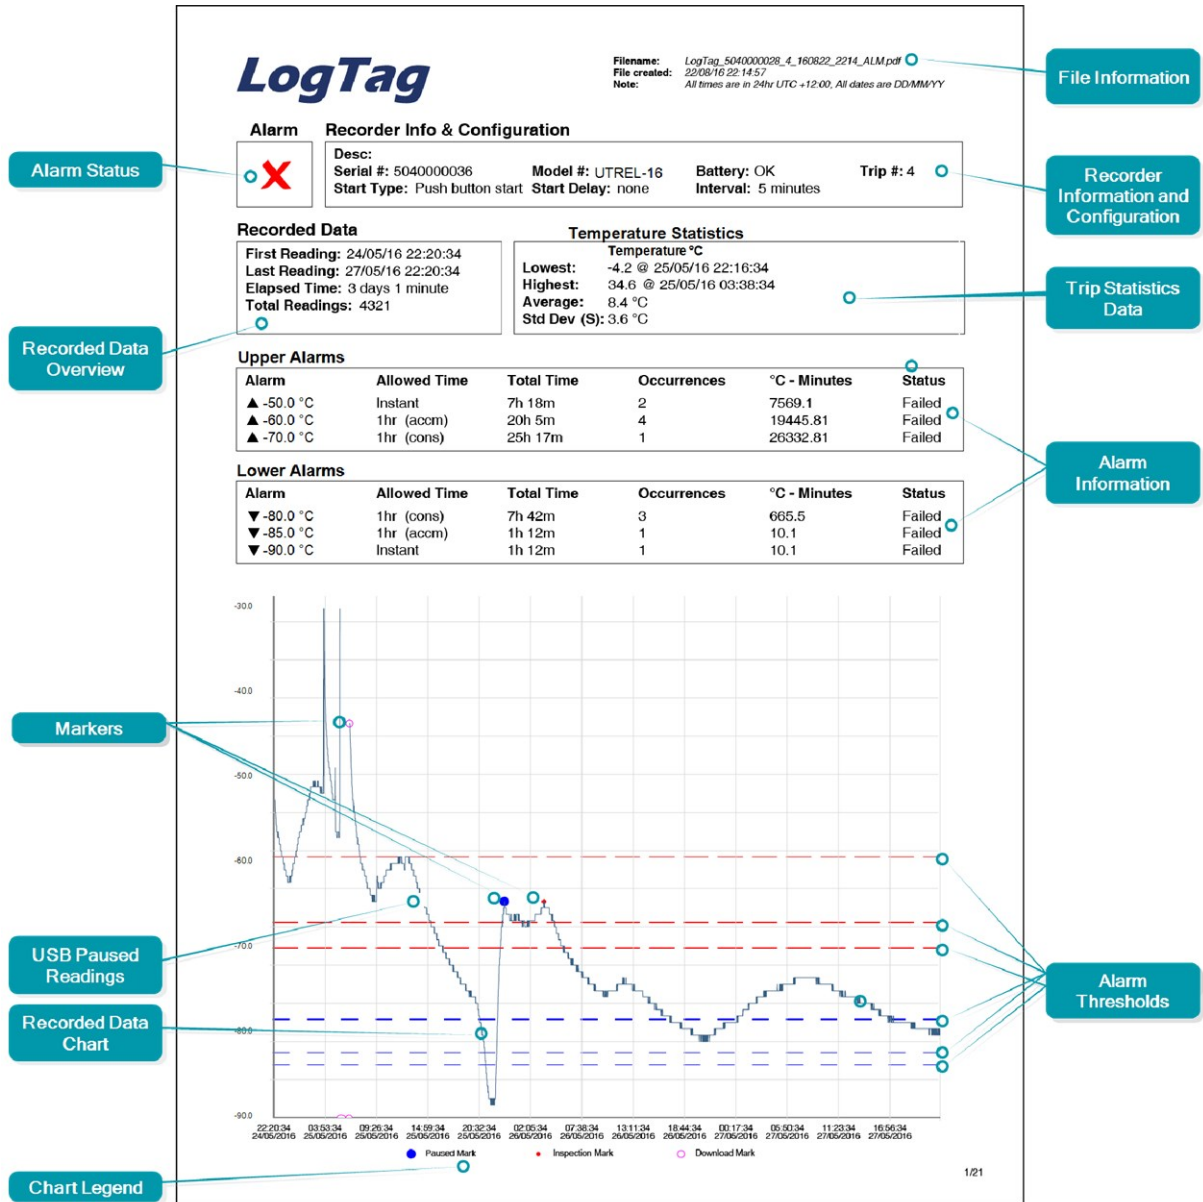 LogTag
Filename: LogTag_5040000028_4_160822_2214_ALM.pdf
File created: 22/08/16 22:14:57
Note: All times are in 24hr UTC +12:00, All dates are DD/MM/YY
File Information
Alarm
Recorder Info & Configuration
Alarm Status
Desc:
Serial #: 5040000036 Model #: UTREL-16 Battery: OK Trip #: 4
Start Type: Push button start Start Delay: none Interval: 5 minutes
Recorder
Information and
Configuration
Recorded Data
First Reading: 24/05/16 22:20:34
Last Reading: 27/05/16 22:20:34
Elapsed Time: 3 days 1 minute
Total Readings: 4321
Temperature Statistics
Temperature °C
Lowest: -4.2 @ 25/05/16 22:16:34
Highest: 34.6 @ 25/05/16 03:38:34
Average: 8.4 °C
Std Dev (S): 3.6 °C
Trip Statistics
Data
Recorded Data
Overview
Upper Alarms
Alarm Allowed Time Total Time Occurrences °C - Minutes Status
▲ -50.0 °C Instant 7h 18m 2 7569.1 Failed
▲ -60.0 °C 1hr (accm) 20h 5m 4 19445.81 Failed
▲ -70.0 °C 1hr (cons) 25h 17m 1 26332.81 Failed
Lower Alarms
Alarm Allowed Time Total Time Occurrences °C - Minutes Status
▼ -80.0 °C 1hr (cons) 7h 42m 3 665.5 Failed
▼ -85.0 °C 1hr (accm) 1h 12m 1 10.1 Failed
▼ -90.0 °C Instant 1h 12m 1 10.1 Failed
Alarm
Information
-30.0
-40.0
-50.0
-60.0
-70.0
-80.0
-90.0
Markers
USB Paused
Readings
Recorded Data
Chart
Alarm
Thresholds
22:20:34 03:53:34 09:26:34 14:59:34 20:32:34 02:05:34 07:38:34 13:11:34 18:44:34 00:17:34 05:50:34 11:23:34 16:56:34
24/05/2016 25/05/2016 25/05/2016 25/05/2016 25/05/2016 26/05/2016 26/05/2016 26/05/2016 26/05/2016 27/05/2016 27/05/2016 27/05/2016 27/05/2016
Paused Mark Inspection Mark Download Mark
Chart Legend
1/21